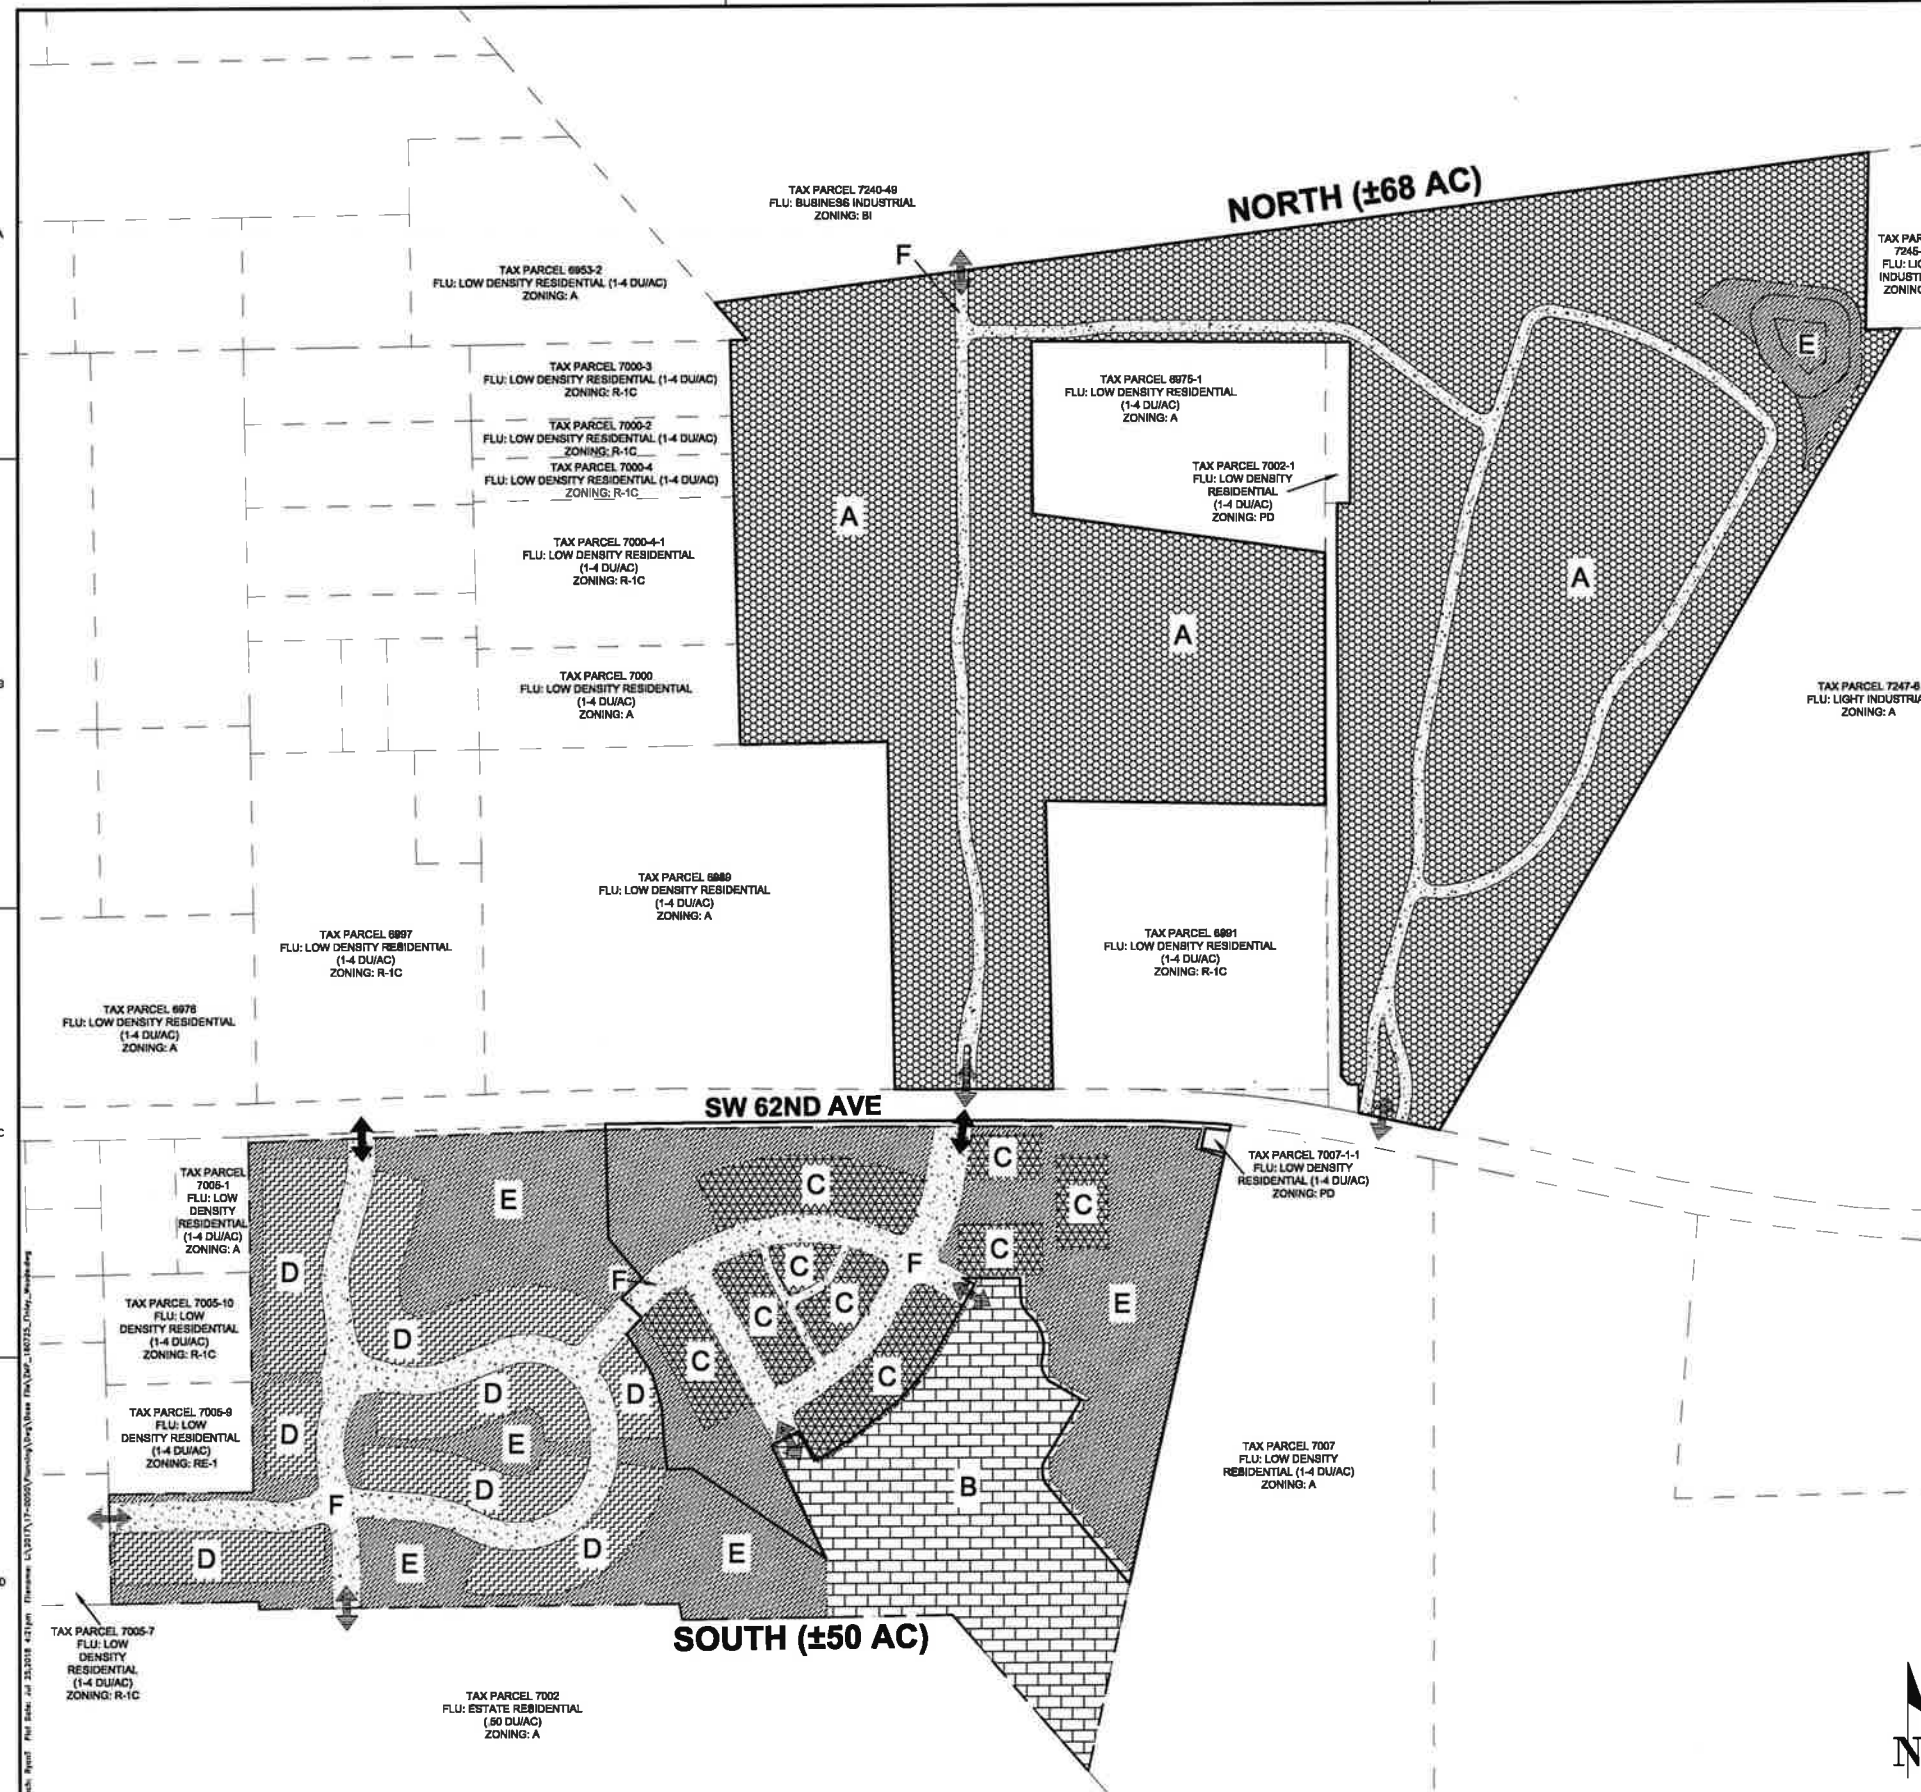 NORTH (±68 AC)
TAX PARCEL 7240-49
FLU: BUSINESS INDUSTRIAL
ZONING: BI
F
TAX PARCEL 6953-2
FLU: LOW DENSITY RESIDENTIAL (1-4 DU/AC)
ZONING: A
E
TAX PARCEL 7000-3
FLU: LOW DENSITY RESIDENTIAL (1-4 DU/AC)
ZONING: R-1C
TAX PARCEL 7000-2
FLU: LOW DENSITY RESIDENTIAL (1-4 DU/AC)
ZONING: R-1C
TAX PARCEL 7000-4
FLU: LOW DENSITY RESIDENTIAL (1-4 DU/AC)
ZONING: R-1C
TAX PARCEL 6975-1
FLU: LOW DENSITY RESIDENTIAL
(1-4 DU/AC)
ZONING: A
TAX PARCEL 7002-1
FLU: LOW DENSITY
RESIDENTIAL
(1-4 DU/AC)
ZONING: PD
A
TAX PARCEL 7000-4-1
FLU: LOW DENSITY RESIDENTIAL
(1-4 DU/AC)
ZONING: R-1C
A
A
TAX PARCEL 7000
FLU: LOW DENSITY RESIDENTIAL
(1-4 DU/AC)
ZONING: A
TAX PARCEL 7247-6
FLU: LIGHT INDUSTRIA
ZONING: A
TAX PARCEL 6989
FLU: LOW DENSITY RESIDENTIAL
(1-4 DU/AC)
ZONING: A
TAX PARCEL 6997
FLU: LOW DENSITY RESIDENTIAL
(1-4 DU/AC)
ZONING: R-1C
TAX PARCEL 6991
FLU: LOW DENSITY RESIDENTIAL
(1-4 DU/AC)
ZONING: R-1C
TAX PARCEL 6976
FLU: LOW DENSITY RESIDENTIAL
(1-4 DU/AC)
ZONING: A
SW 62ND AVE
TAX PARCEL
7005-1
FLU: LOW
DENSITY
RESIDENTIAL
(1-4 DU/AC)
ZONING: A
E
C
C
C
C
TAX PARCEL 7007-1-1
FLU: LOW DENSITY
RESIDENTIAL (1-4 DU/AC)
ZONING: PD
D
F
C
F
C
C
E
TAX PARCEL 7005-10
FLU: LOW
DENSITY RESIDENTIAL
(1-4 DU/AC)
ZONING: R-1C
D
C
C
D
D
TAX PARCEL 7005-9
FLU: LOW
DENSITY RESIDENTIAL
(1-4 DU/AC)
ZONING: RE-1
D
E
TAX PARCEL 7007
FLU: LOW DENSITY
RESIDENTIAL (1-4 DU/AC)
ZONING: A
D
B
F
D
E
D
E
SOUTH (±50 AC)
TAX PARCEL 7005-7
FLU: LOW
DENSITY
RESIDENTIAL
(1-4 DU/AC)
ZONING: R-1C
TAX PARCEL 7002
FLU: ESTATE RESIDENTIAL
(.50 DU/AC)
ZONING: A
N